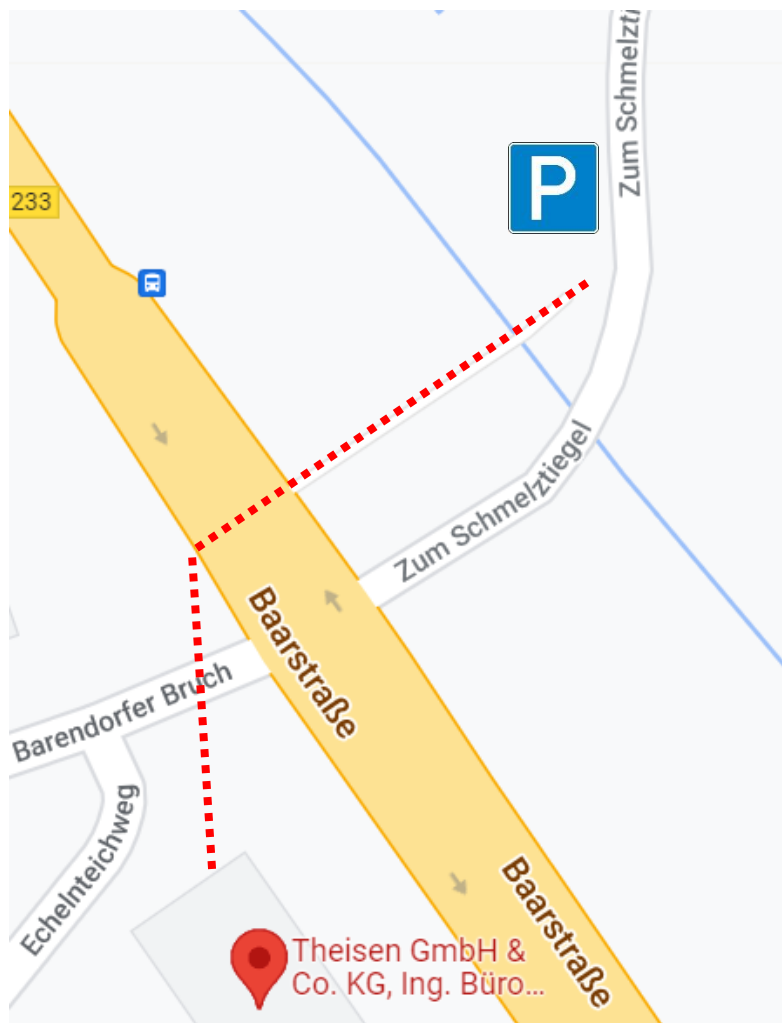 Zum Schmelzti
P
233
Zum Schmelztiegel
Baarstraße
Barendorfer Bruch
Echelnteichweg
Baarstraße
Theisen GmbH &
Co. KG, Ing. Büro...